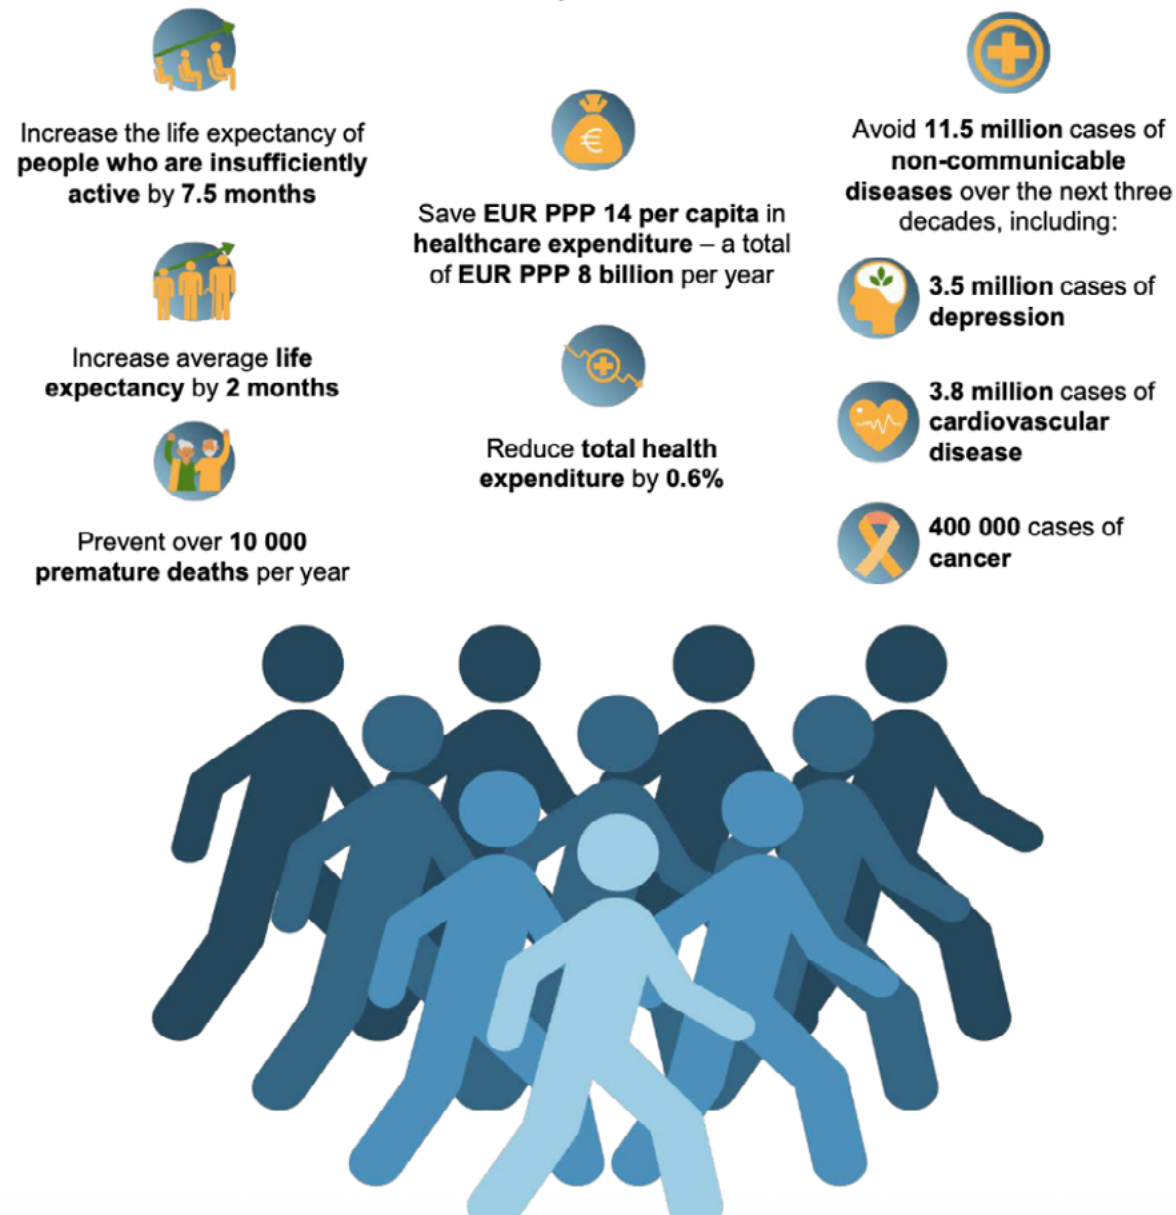 Increase the life expectancy of
people who are insufficiently
active by 7.5 months
Increase average life
expectancy by 2 months
Prevent over 10 000
premature deaths per year
€
Save EUR PPP 14 per capita in
healthcare expenditure – a total
of EUR PPP 8 billion per year
Reduce total health
expenditure by 0.6%
Avoid 11.5 million cases of
non-communicable
diseases over the next three
decades, including:
3.5 million cases of
depression
3.8 million cases of
cardiovascular
disease
400 000 cases of
cancer